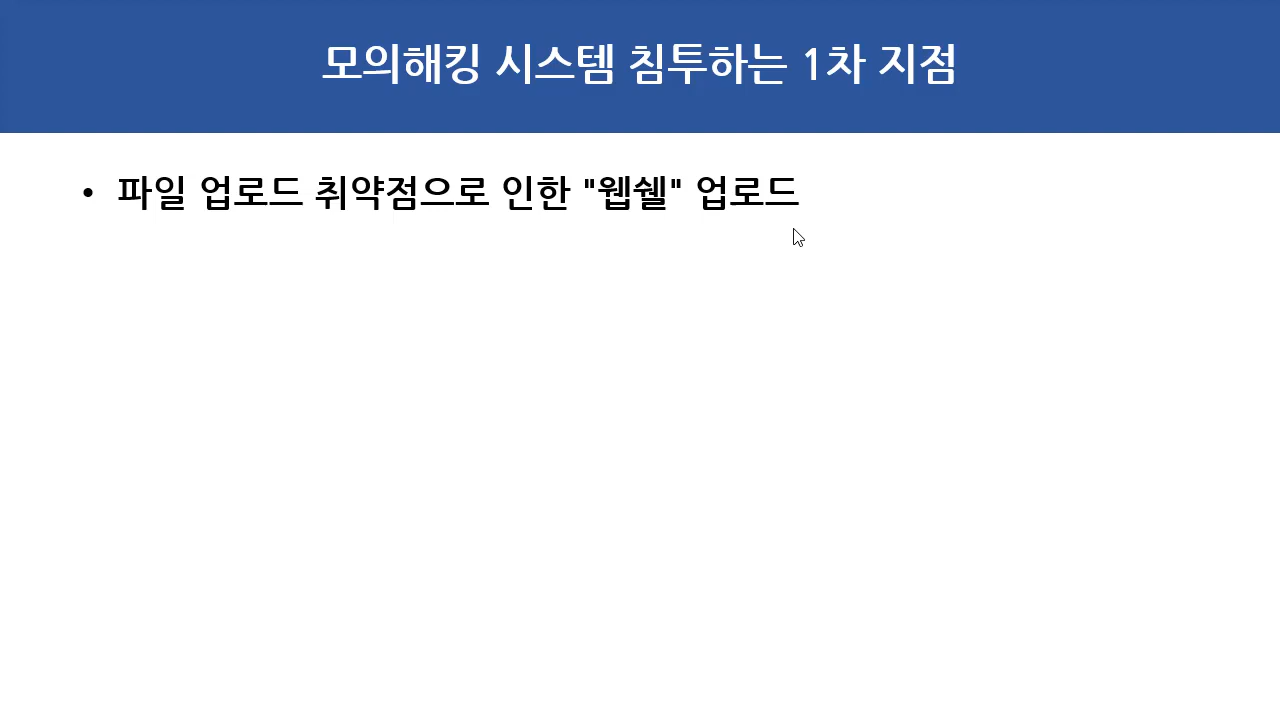 모의해킹 시스템 침투하는 1차 지점
• 파일 업로드 취약점으로 인한 "웹쉘" 업로드